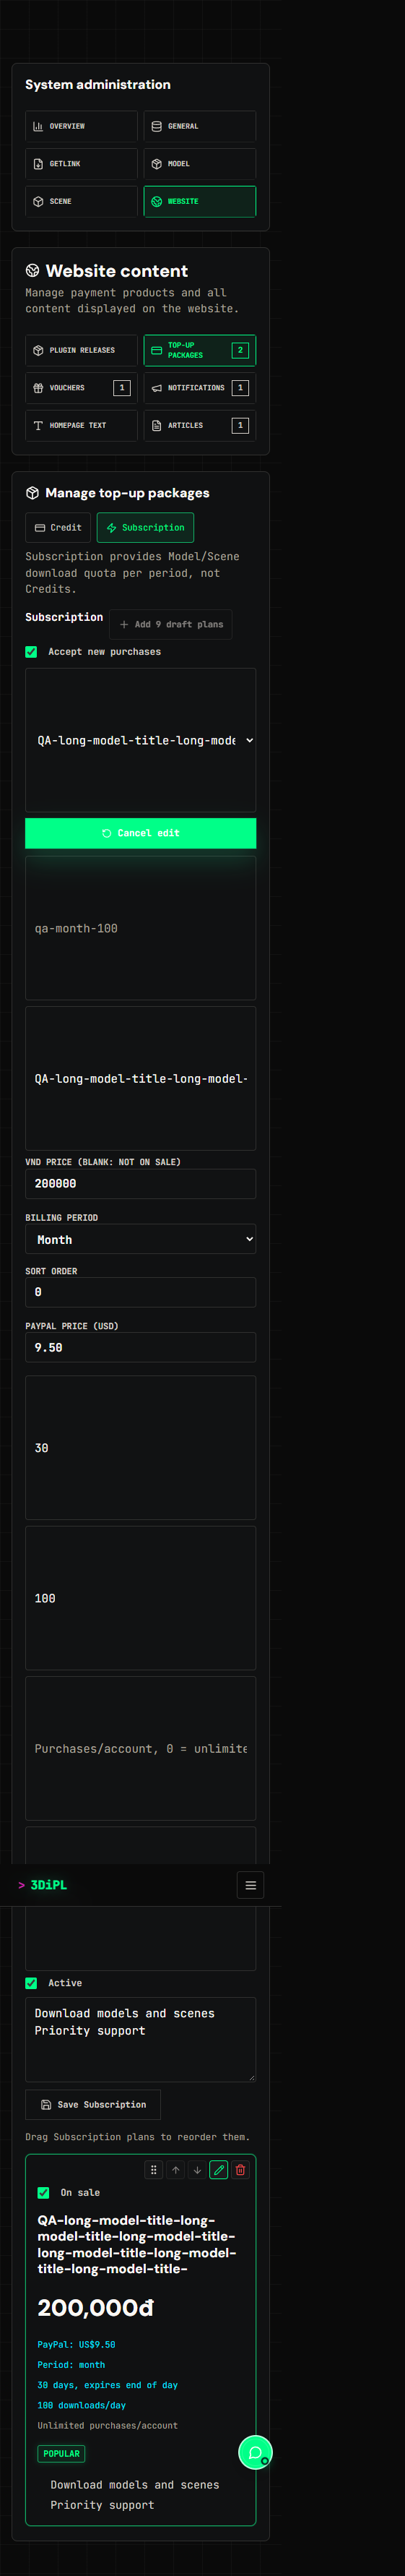 System administration
OVERVIEW
GENERAL
GETLINK
MODEL
SCENE
WEBSITE
Website content
Manage payment products and all
content displayed on the website.
PLUGIN RELEASES
TOP-UP
PACKAGES
2
VOUCHERS
1
NOTIFICATIONS
1
HOMEPAGE TEXT
ARTICLES
1
Manage top-up packages
Credit
Subscription
Subscription provides Model/Scene
download quota per period, not
Credits.
Subscription
Add 9 draft plans
Accept new purchases
QA-long-model-title-long-mode
Cancel edit
qa-month-100
QA-long-model-title-long-model-
VND PRICE (BLANK: NOT ON SALE)
200000
BILLING PERIOD
Month
SORT ORDER
0
PAYPAL PRICE (USD)
9.50
30
100
Purchases/account, 0 = unlimite
> 3DiPL
Active
Download models and scenes
Priority support
Save Subscription
Drag Subscription plans to reorder them.
On sale
QA-long-model-title-long-
model-title-long-model-title-
long-model-title-long-model-
title-long-model-title-
200,000đ
PayPal: US$9.50
Period: month
30 days, expires end of day
100 downloads/day
Unlimited purchases/account
POPULAR
Download models and scenes
Priority support